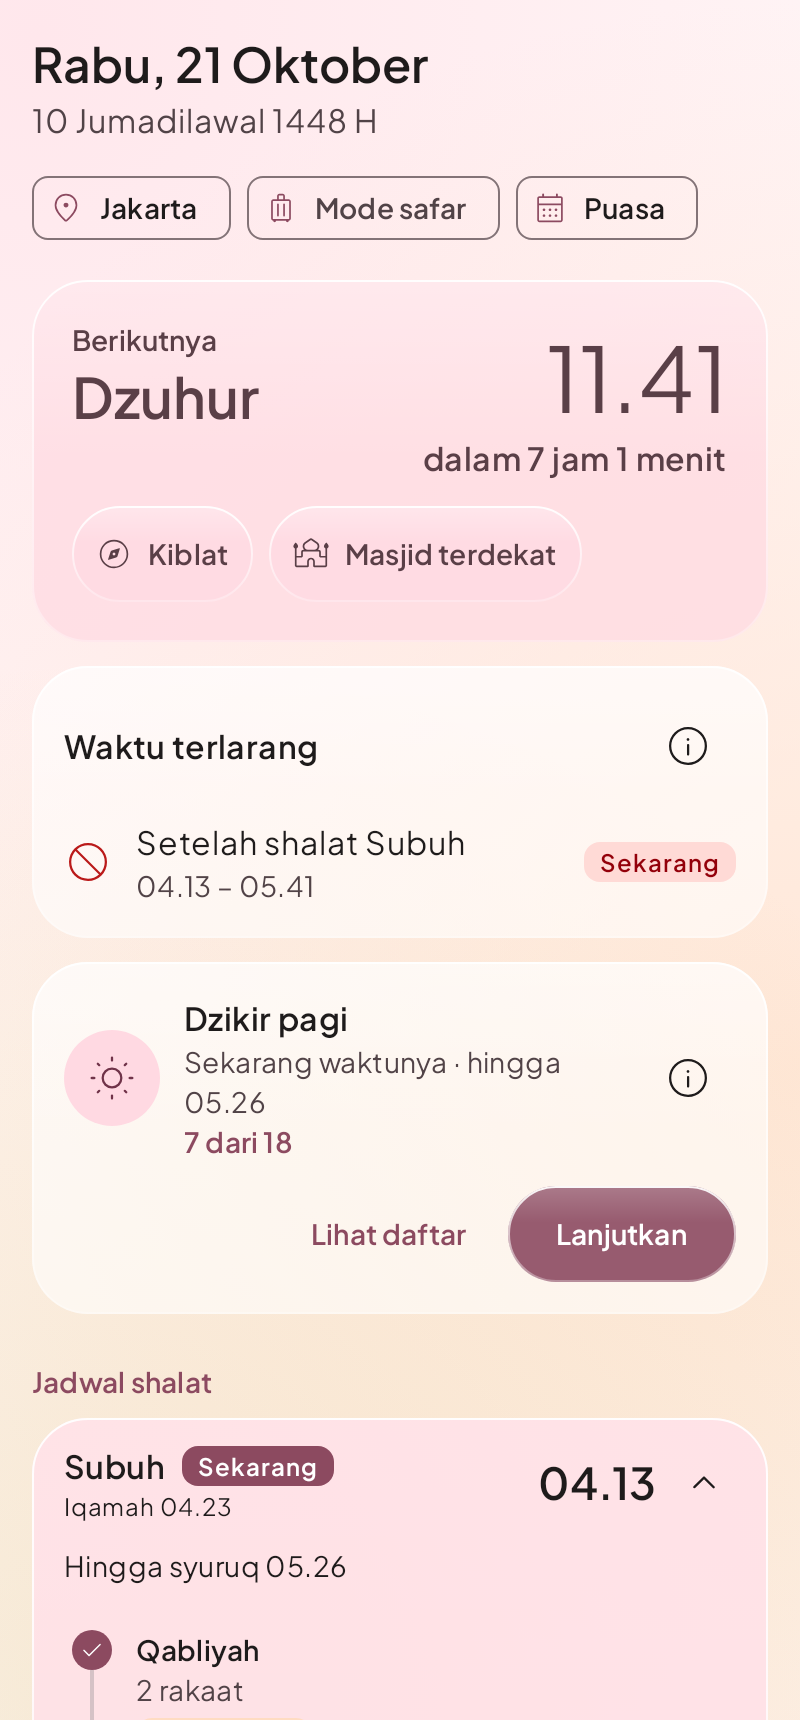 Rabu, 21 Oktober
10 Jumadilawal 1448 H
Jakarta
Mode safar
Puasa
Berikutnya
Dzuhur
11.41
dalam 7 jam 1 menit
Kiblat
Masjid terdekat
Waktu terlarang
Setelah shalat Subuh
04.13 – 05.41
Sekarang
Dzikir pagi
Sekarang waktunya · hingga
05.26
7 dari 18
Lihat daftar
Lanjutkan
Jadwal shalat
Subuh
Sekarang
Iqamah 04.23
04.13
Hingga syuruq 05.26
Qabliyah
2 rakaat